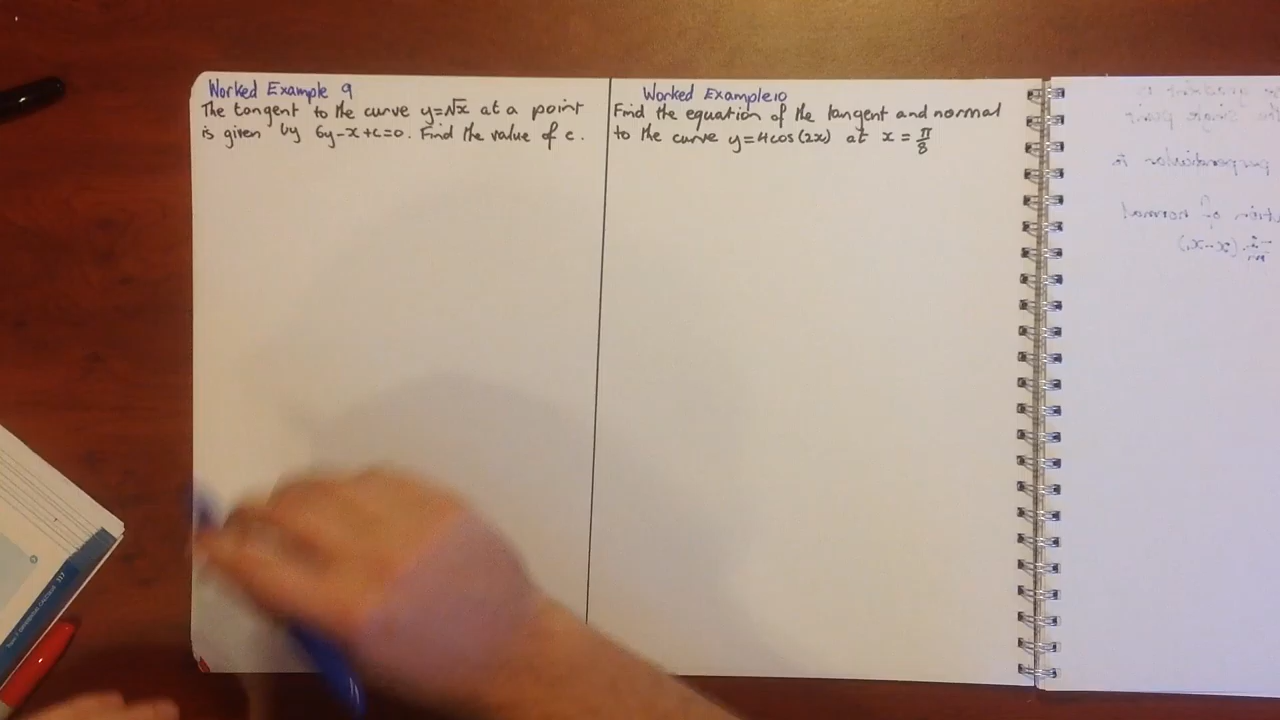 Worked Example 9
The tangent to the curve y=√x at a point
is given by 6y-x+c=0. Find the value of c.
Worked Example 10
Find the equation of the tangent and normal
to the curve y=4cos(2x) at x = π/8